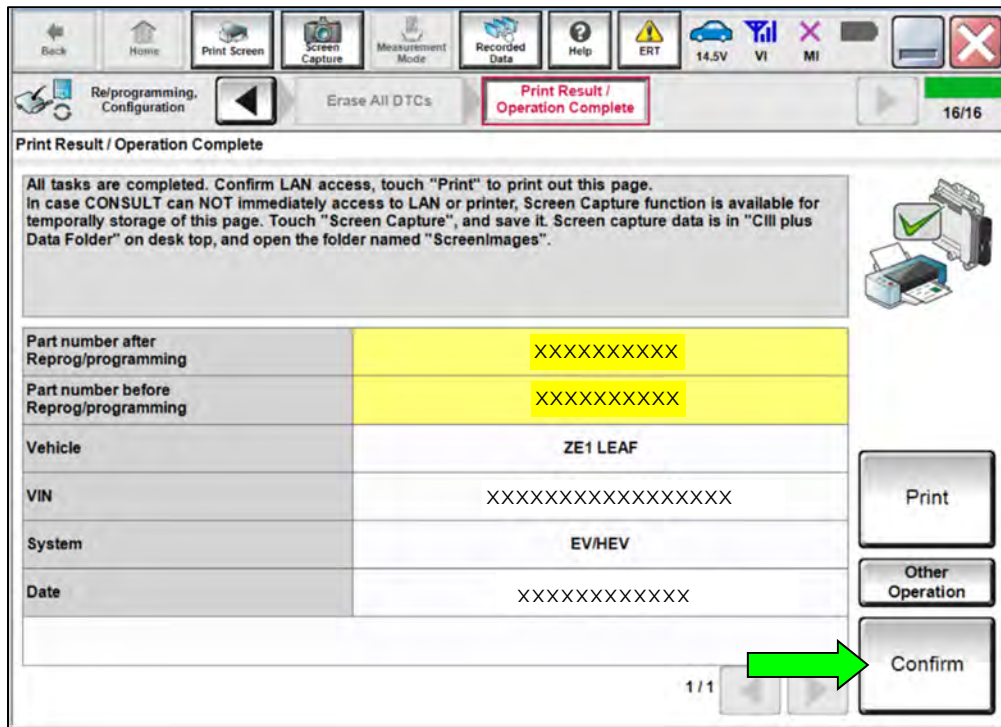 Back
Home
Print Screen
Screen
Capture
Measurement
Mode
Recorded
Data
Help
ERT
14.5V
VI
MI
Re/programming,
Configuration
Erase All DTCs
Print Result /
Operation Complete
16/16
Print Result / Operation Complete
All tasks are completed. Confirm LAN access, touch "Print" to print out this page.
In case CONSULT can NOT immediately access to LAN or printer, Screen Capture function is available for
temporally storage of this page. Touch "Screen Capture", and save it. Screen capture data is in "CIII plus
Data Folder" on desk top, and open the folder named "ScreenImages".
Part number after
Reprog/programming
XXXXXXXXXX
Part number before
Reprog/programming
XXXXXXXXXX
Vehicle
ZE1 LEAF
VIN
XXXXXXXXXXXXXXXXX
System
EV/HEV
Date
XXXXXXXXXXXX
1/1
Print
Other
Operation
Confirm